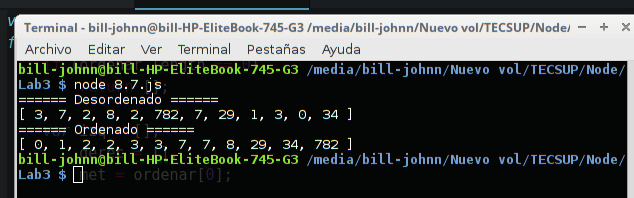 Terminal - bill-johnn@bill-HP-EliteBook-745-G3 /media/bill-johnn/Nuevo vol/TECSUP/Node/
Archivo Editar Ver Terminal Pestañas Ayuda
bill-johnn@bill-HP-EliteBook-745-G3 /media/bill-johnn/Nuevo vol/TECSUP/Node/
Lab3 $ node 8.7.js
====== Desordenado ======
[ 3, 7, 2, 8, 2, 782, 7, 29, 1, 3, 0, 34 ]
====== Ordenado ======
[ 0, 1, 2, 2, 3, 3, 7, 7, 8, 29, 34, 782 ]
bill-johnn@bill-HP-EliteBook-745-G3 /media/bill-johnn/Nuevo vol/TECSUP/Node/
Lab3 $
met = ordenar[0];